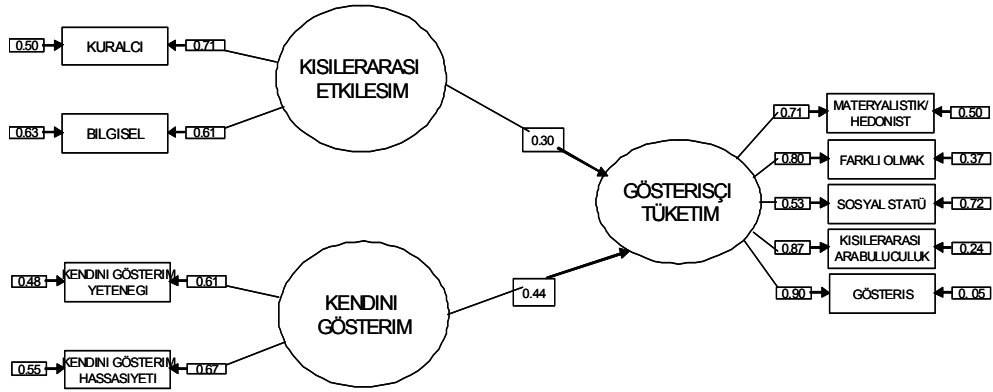 0.50
KURALCI
0.71
0.63
BILGISEL
0.61
KISILERARASI
ETKILESIM
0.30
0.48
KENDINI GÖSTERIM
YETENEGI
0.61
0.55
KENDINI GÖSTERIM
HASSASIYETI
0.67
KENDINI
GÖSTERIM
0.44
GÖSTERISÇI
TÜKETIM
0.71
MATERYALISTIK/
HEDONIST
0.50
0.80
FARKLI OLMAK
0.37
0.53
SOSYAL STATÜ
0.72
0.87
KISILERARASI
ARABULUCULUK
0.24
0.90
GÖSTERIS
0. 05